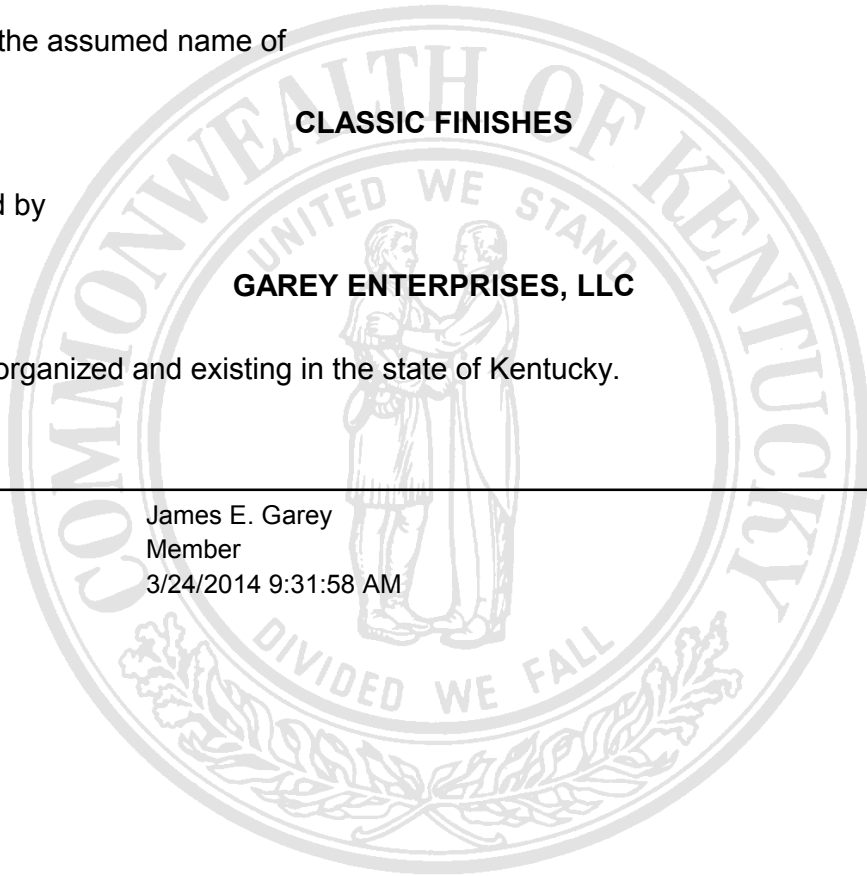 the assumed name of
CLASSIC FINISHES
d by
GAREY ENTERPRISES, LLC
organized and existing in the state of Kentucky.
James E. Garey
Member
3/24/2014 9:31:58 AM
COMMONWEALTH OF KENTUCKY
UNITED WE STAND
DIVIDED WE FALL